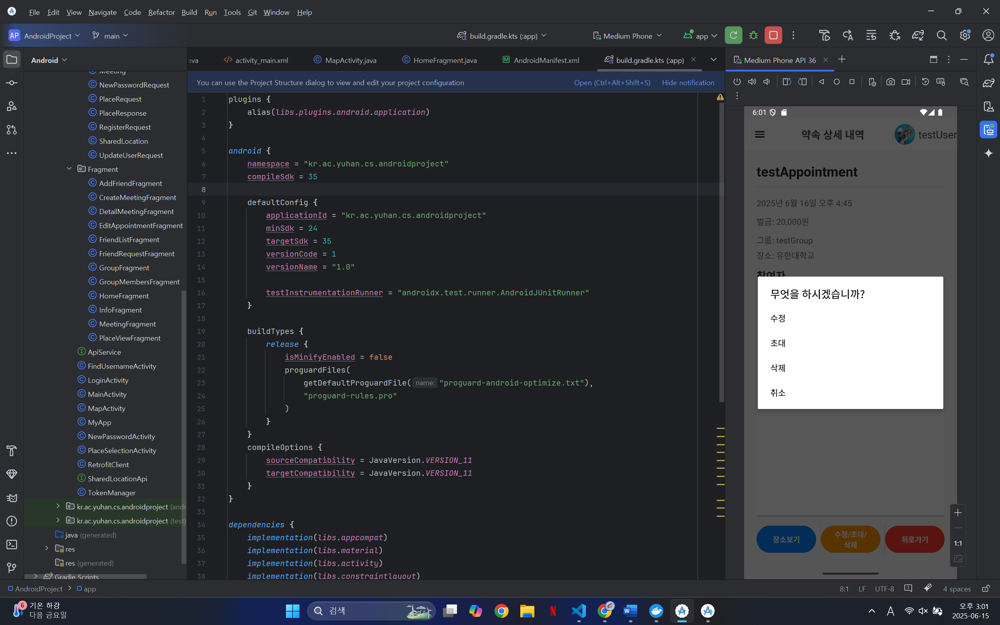 File Edit View Navigate Code Refactor Build Run Tools Git Window Help
AP AndroidProject main build.gradle.kts (:app) Medium Phone app
Android
ava activity_main.xml MapActivity.java HomeFragment.java AndroidManifest.xml build.gradle.kts (:app)
Medium Phone API 36
You can use the Project Structure dialog to view and edit your project configuration Open (Ctrl+Alt+Shift+S) Hide notification
Meeting
NewPasswordRequest
PlaceRequest
PlaceResponse
RegisterRequest
SharedLocation
UpdateUserRequest
Fragment
AddFriendFragment
CreateMeetingFragment
DetailMeetingFragment
EditAppointmentFragment
FriendListFragment
FriendRequestFragment
GroupFragment
GroupMembersFragment
HomeFragment
InfoFragment
MeetingFragment
PlaceViewFragment
ApiService
FindUsernameActivity
LoginActivity
MainActivity
MapActivity
MyApp
NewPasswordActivity
PlaceSelectionActivity
RetrofitClient
SharedLocationApi
TokenManager
kr.ac.yuhan.cs.androidproject (andr
kr.ac.yuhan.cs.androidproject (test)
java (generated)
res
res (generated)
Gradle Scripts
1 plugins {
2 alias(libs.plugins.android.application)
3 }
4
5 android {
6 namespace = "kr.ac.yuhan.cs.androidproject"
7 compileSdk = 35
8
9 defaultConfig {
10 applicationId = "kr.ac.yuhan.cs.androidproject"
11 minSdk = 24
12 targetSdk = 35
13 versionCode = 1
14 versionName = "1.0"
15
16 testInstrumentationRunner = "androidx.test.runner.AndroidJUnitRunner"
17 }
18
19 buildTypes {
20 release {
21 isMinifyEnabled = false
22 proguardFiles(
23 getDefaultProguardFile( name: "proguard-android-optimize.txt"),
24 "proguard-rules.pro"
25 )
26 }
27 }
28 compileOptions {
29 sourceCompatibility = JavaVersion.VERSION_11
30 targetCompatibility = JavaVersion.VERSION_11
31 }
32 }
33
34 dependencies {
35 implementation(libs.appcompat)
36 implementation(libs.material)
37 implementation(libs.activity)
38 implementation(libs.constraintlayout)
6:01
약속 상세 내역 testUser
testAppointment
2025년 6월 16일 오후 4:45
벌금: 20,000원
그룹: testGroup
장소: 유한대학교
참여자
무엇을 하시겠습니까?
수정
초대
삭제
취소
장소보기
수정/초대/
삭제
뒤로가기
1:1
AndroidProject > app 8:1 LF UTF-8 4 spaces
6 기온 하강
다음 금요일
검색
A
오후 3:01
2025-06-15